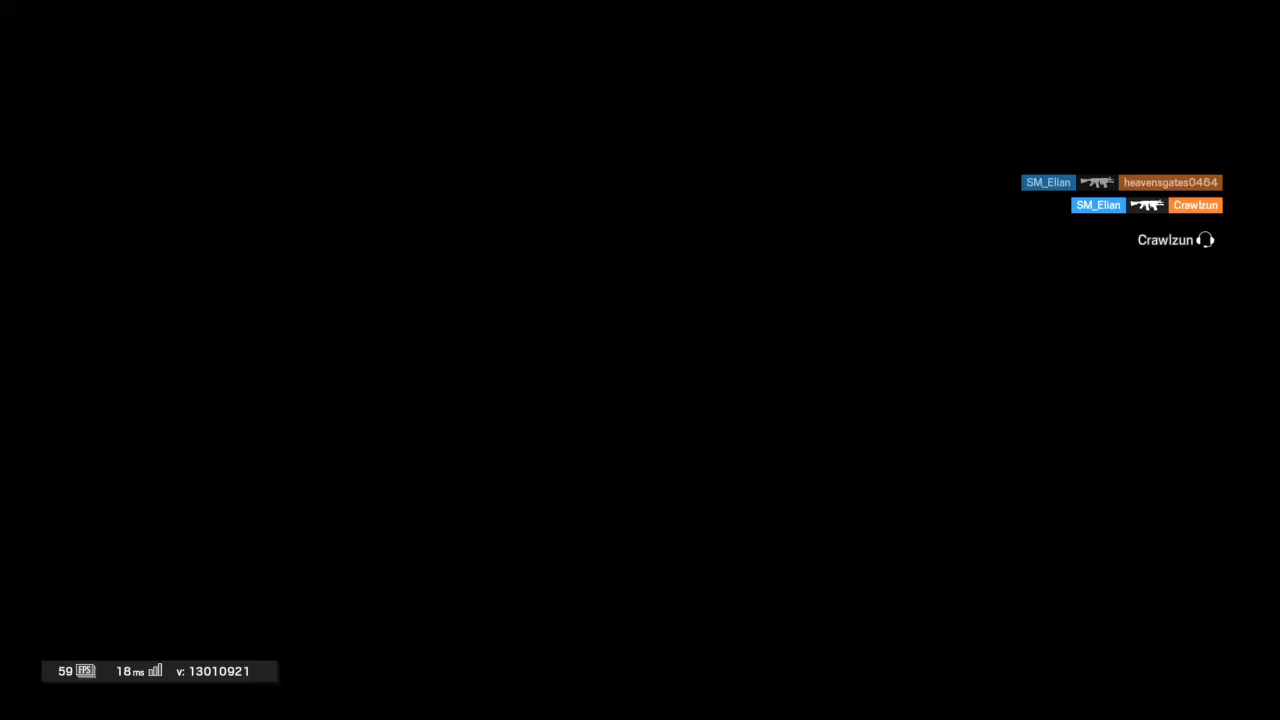 SM_Elian heavensgates0464
SM_Elian Crawlzun
Crawlzun
59 FPS 18 ms v: 13010921